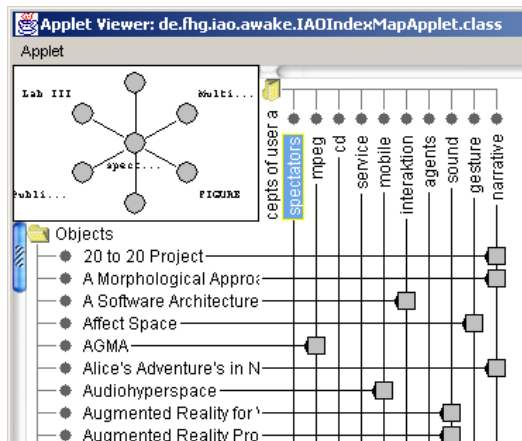 Applet Viewer: de.fhg.iao.awake.IAOIndexMapApplet.class
Applet
Lab III
Multi...
spect...
Publi...
FIGURE
cepts of user a
spectators
mpeg
cd
service
mobile
interaktion
agents
sound
gesture
narrative
Objects
20 to 20 Project
A Morphological Approa
A Software Architecture
Affect Space
AGMA
Alice's Adventure's in N
Audiohyperspace
Augmented Reality for
Augmented Reality Pro